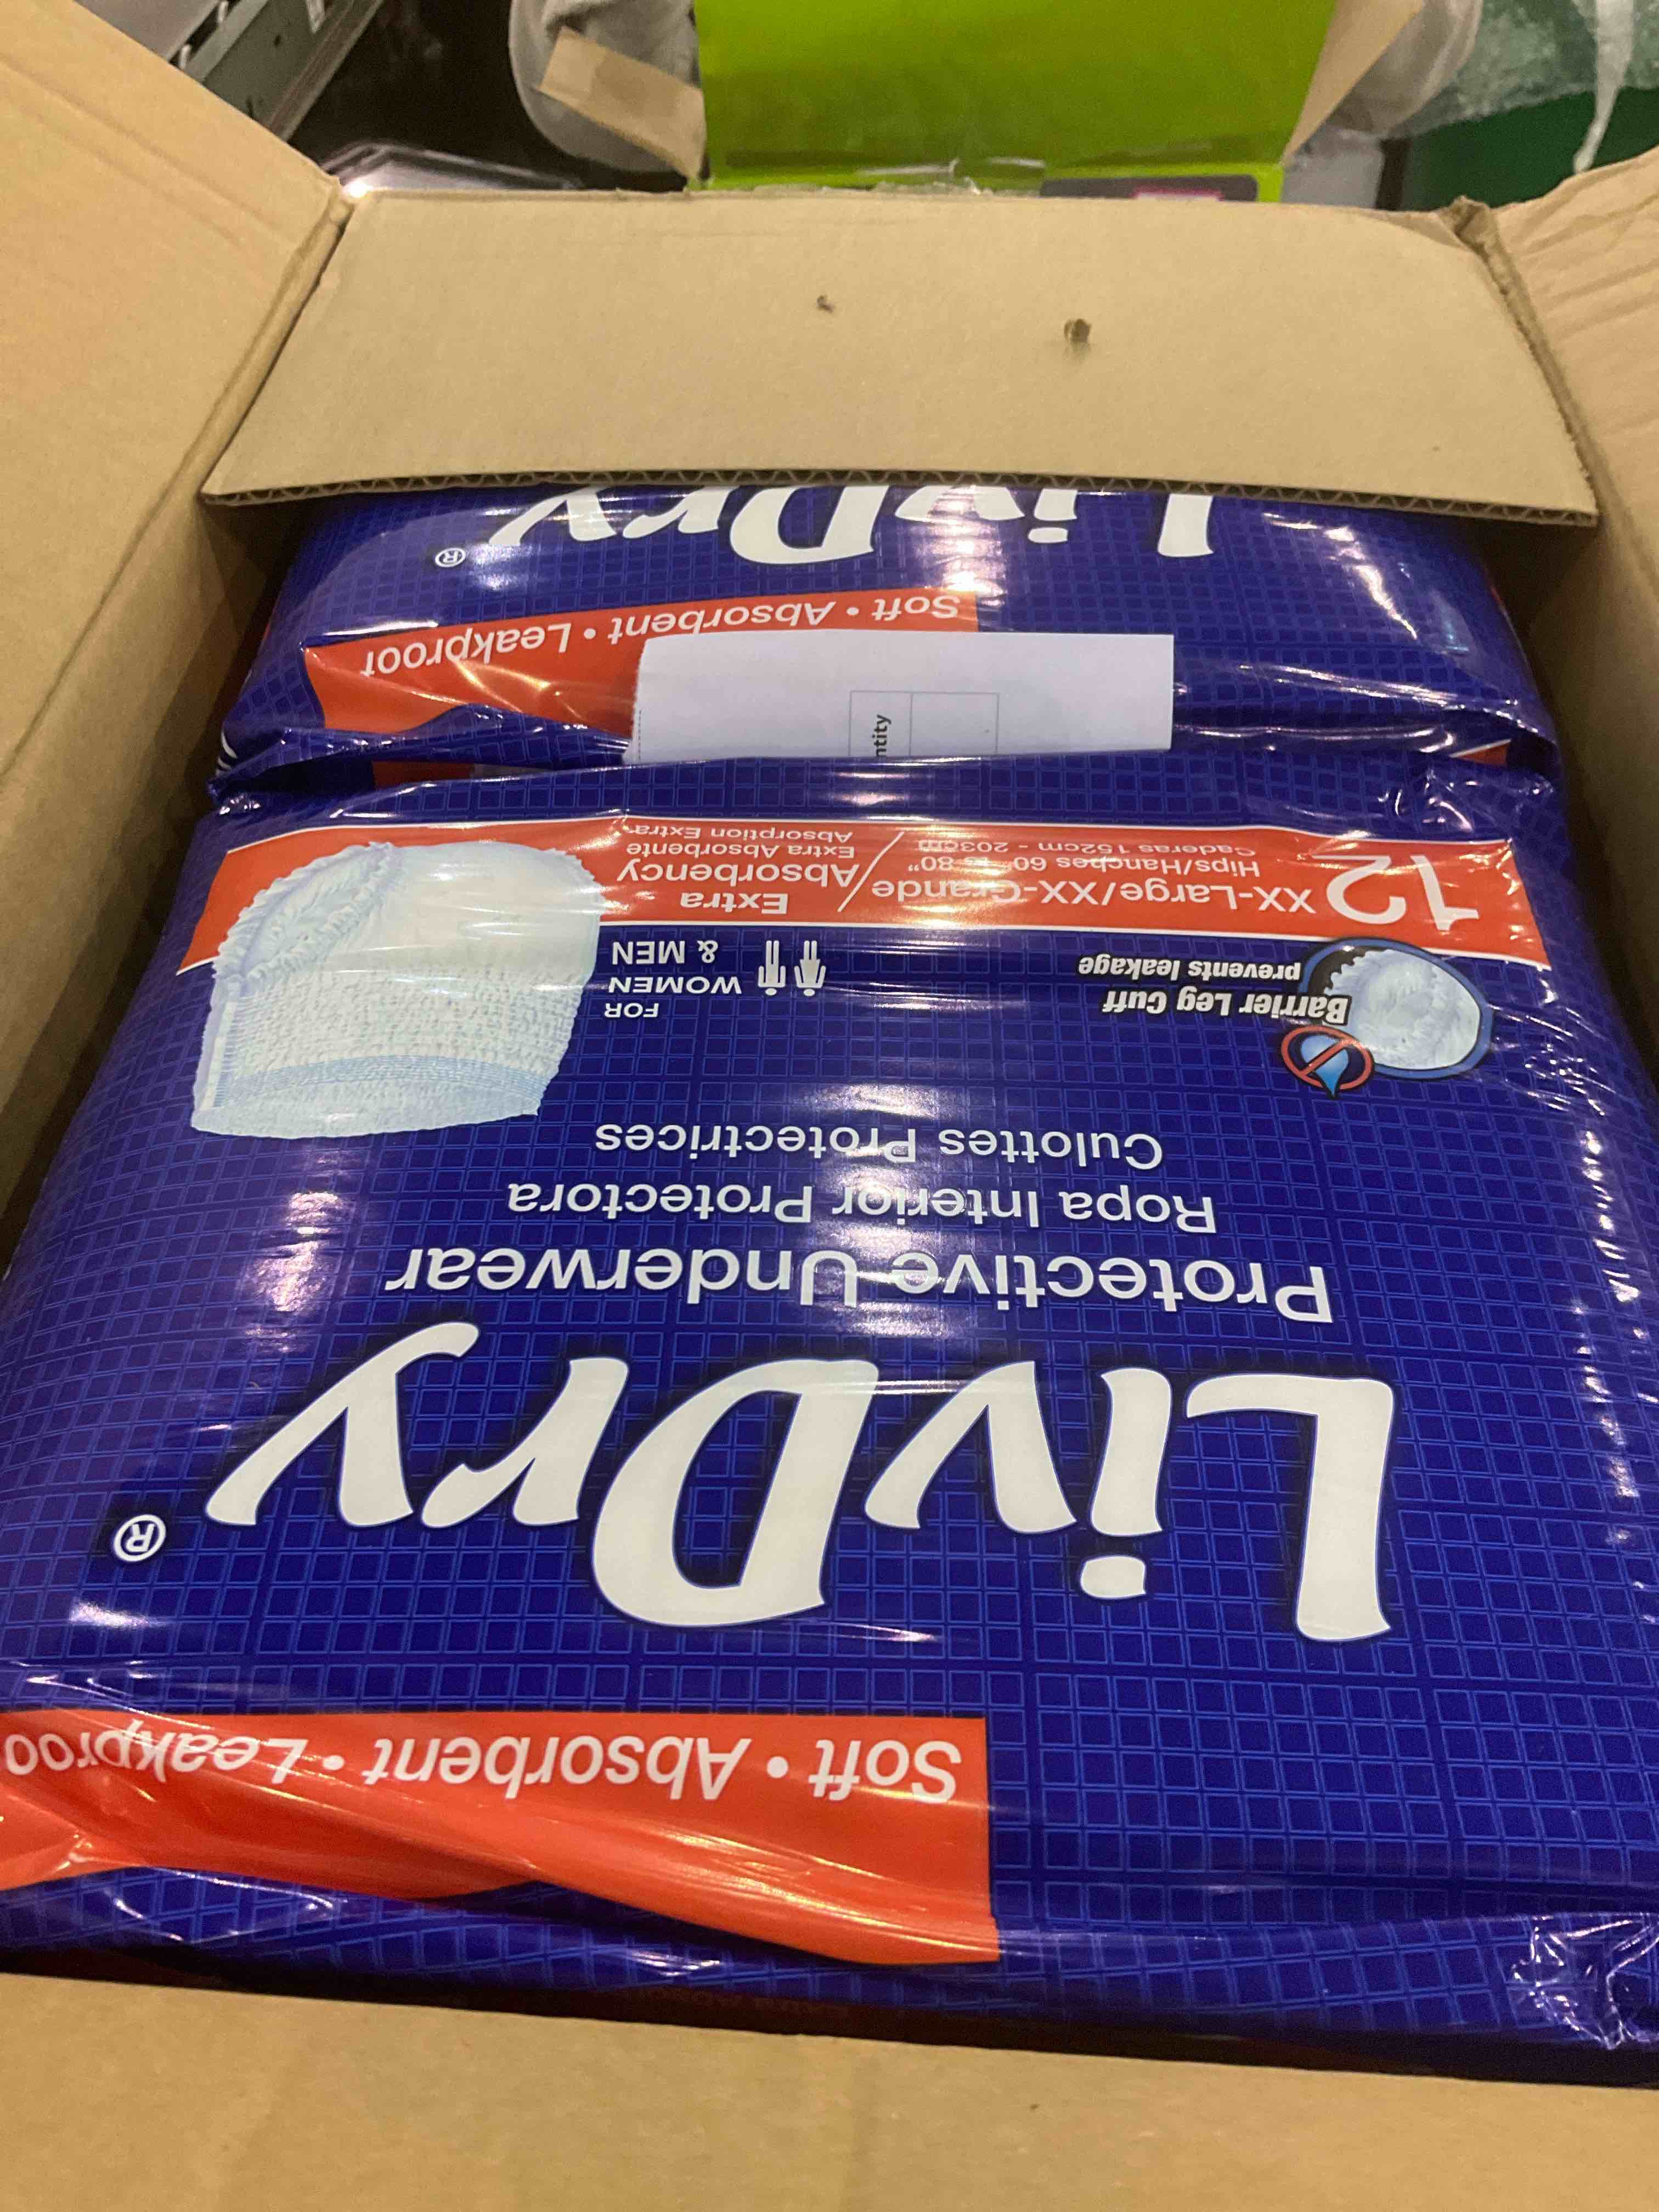 Soft • Absorbent • Leakproo
LivDry®
Protective Underwear
Ropa Interior Protectora
Culottes Protectrices
Barrier Leg Cuff
prevents leakage
FOR
WOMEN
& MEN
12
XX-Large/XX-Grande
Hips/Hanches 60" - 80"
Caderas 152cm - 203cm
Extra
Absorbency
Extra Absorbente
Absorption Extra
ntity
Soft • Absorbent • Leakproof
LivDry®